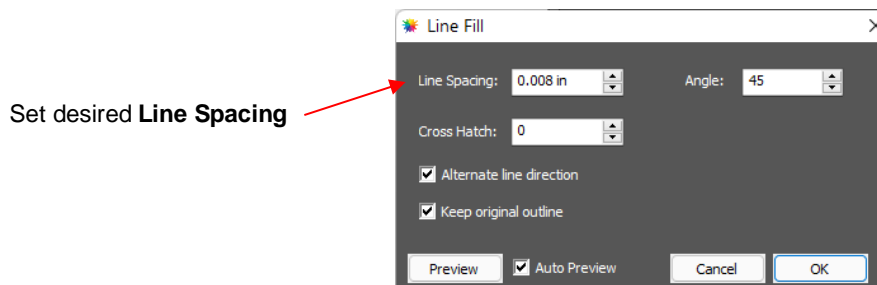 Line Fill
Line Spacing: 0.008 in Angle: 45
Set desired Line Spacing
Cross Hatch: 0
Alternate line direction
Keep original outline
Preview Auto Preview Cancel OK